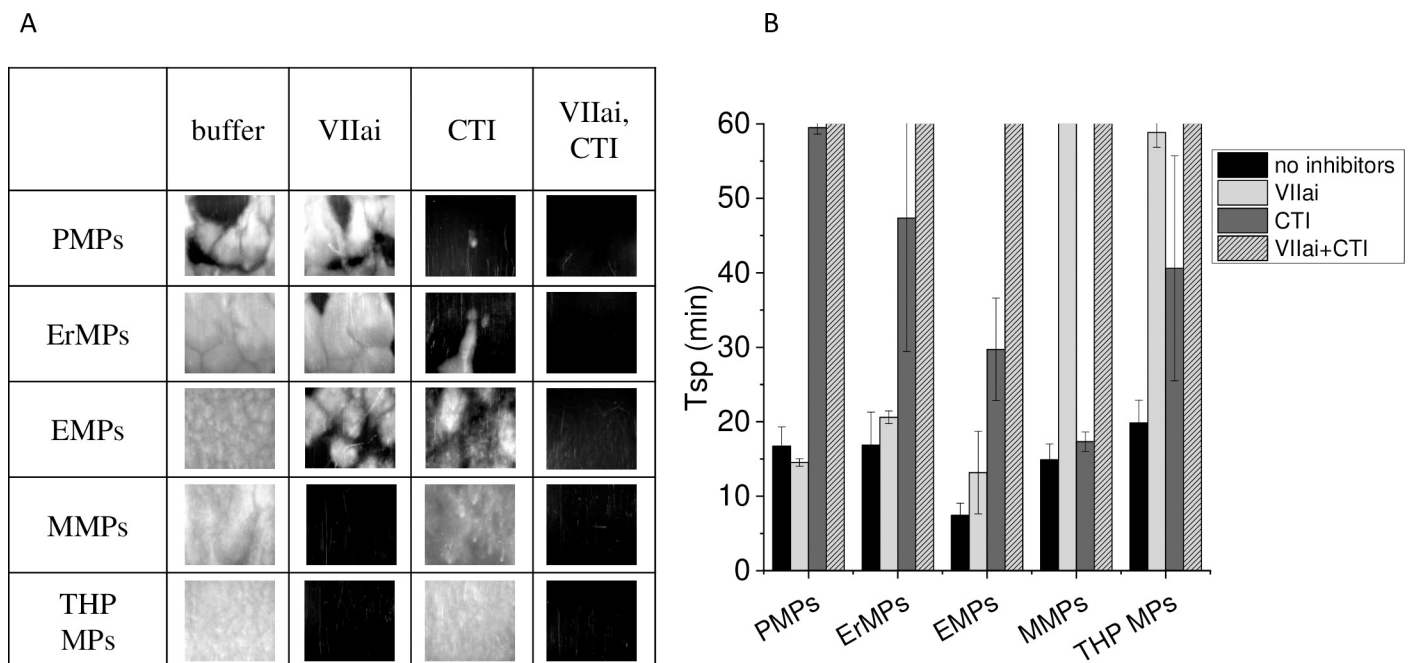 A
B
buffer
VIIai
CTI
VIIai,
CTI
PMPs
ErMPs
EMPs
MMPs
THP
MPs
Tsp (min)
60
50
40
30
20
10
0
PMPs
ErMPs
EMPs
MMPs
THP MPs
no inhibitors
VIIai
CTI
VIIai+CTI